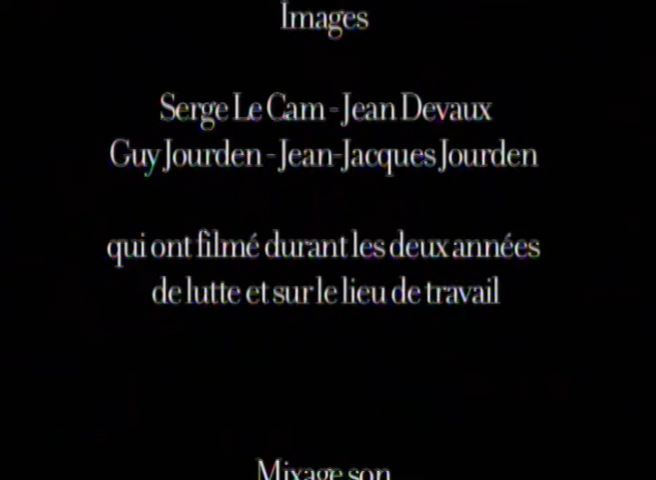 Images
Serge Le Cam - Jean Devaux
Guy Jourden - Jean-Jacques Jourden
qui ont filmé durant les deux années
de lutte et sur le lieu de travail
Mixage son